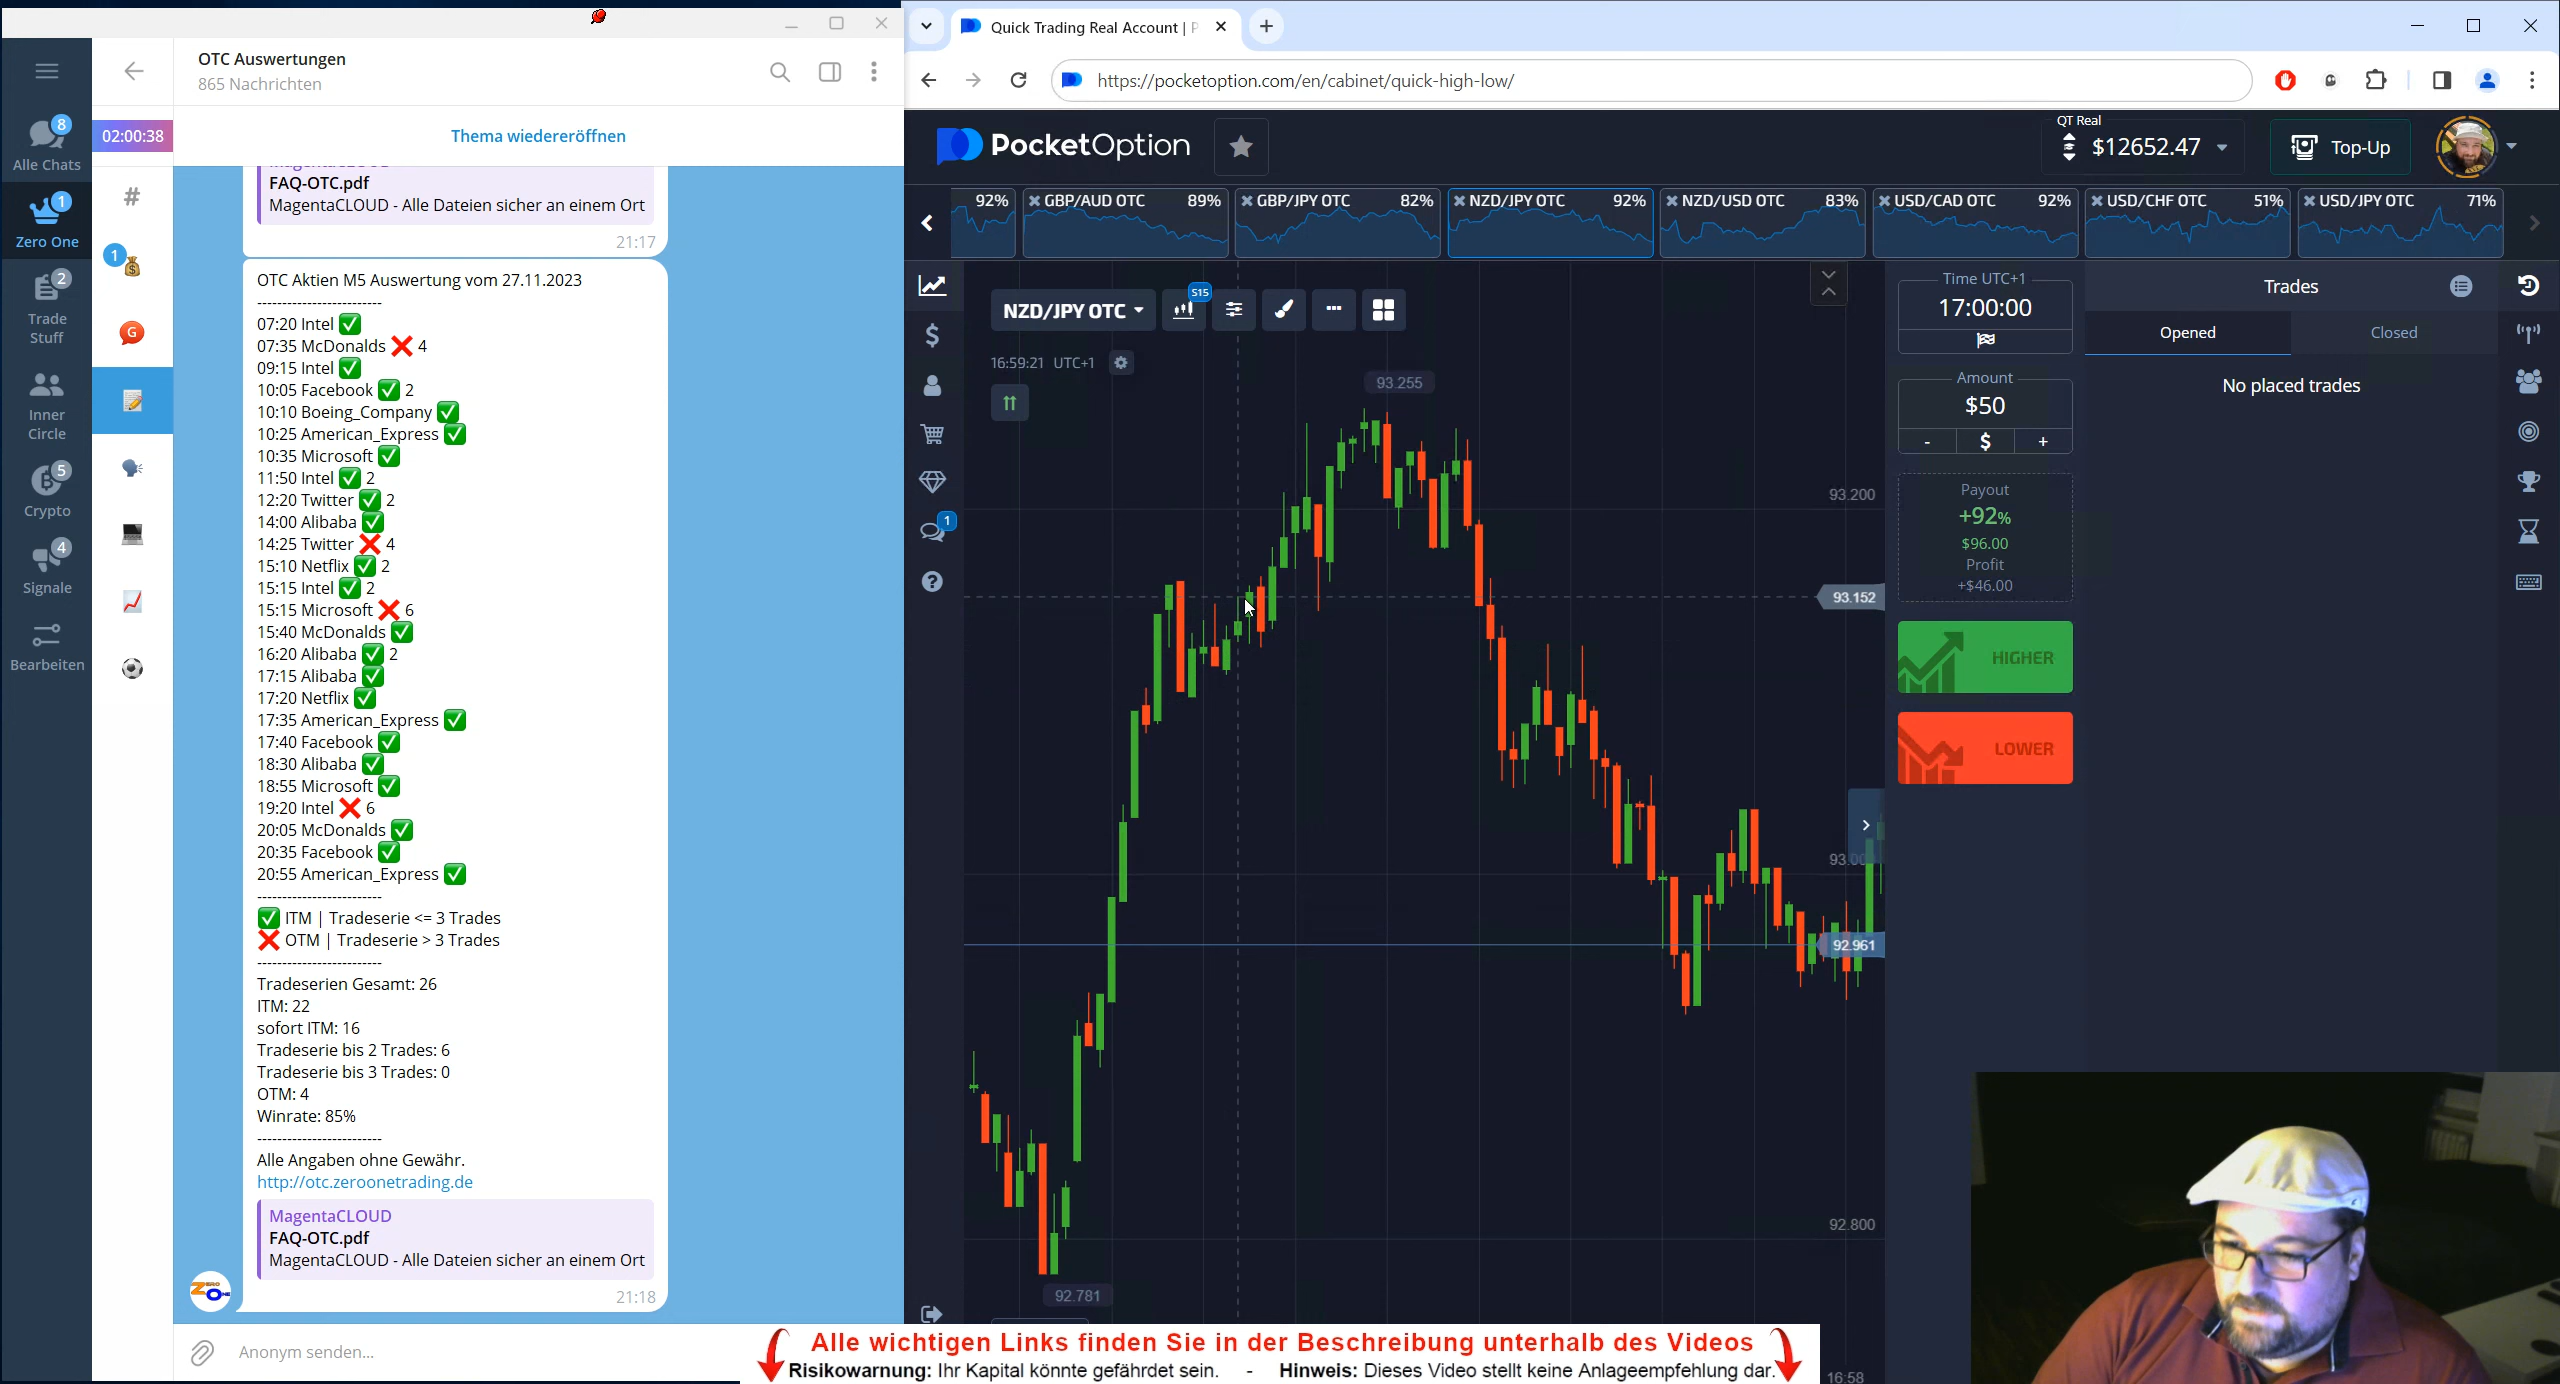 OTC Auswertungen
865 Nachrichten
02:00:38
Thema wiedereröffnen
8
Alle Chats
1
Zero One
2
Trade
Stuff
Inner
Circle
5
Crypto
4
Signale
Bearbeiten
1
G
FAQ-OTC.pdf
MagentaCLOUD - Alle Dateien sicher an einem Ort
21:17
OTC Aktien M5 Auswertung vom 27.11.2023
-------------------------
07:20 Intel ✅
07:35 McDonalds ❌ 4
09:15 Intel ✅
10:05 Facebook ✅ 2
10:10 Boeing_Company ✅
10:25 American_Express ✅
10:35 Microsoft ✅
11:50 Intel ✅ 2
12:20 Twitter ✅ 2
14:00 Alibaba ✅
14:25 Twitter ❌ 4
15:10 Netflix ✅ 2
15:15 Intel ✅ 2
15:15 Microsoft ❌ 6
15:40 McDonalds ✅
16:20 Alibaba ✅ 2
17:15 Alibaba ✅
17:20 Netflix ✅
17:35 American_Express ✅
17:40 Facebook ✅
18:30 Alibaba ✅
18:55 Microsoft ✅
19:20 Intel ❌ 6
20:05 McDonalds ✅
20:35 Facebook ✅
20:55 American_Express ✅
-------------------------
✅ ITM | Tradeserie <= 3 Trades
❌ OTM | Tradeserie > 3 Trades
-------------------------
Tradeserien Gesamt: 26
ITM: 22
sofort ITM: 16
Tradeserie bis 2 Trades: 6
Tradeserie bis 3 Trades: 0
OTM: 4
Winrate: 85%
-------------------------
Alle Angaben ohne Gewähr.
http://otc.zeroonetrading.de
MagentaCLOUD
FAQ-OTC.pdf
MagentaCLOUD - Alle Dateien sicher an einem Ort
21:18
Anonym senden...
Quick Trading Real Account | P
https://pocketoption.com/en/cabinet/quick-high-low/
PocketOption
QT Real
$12652.47
Top-Up
92%
GBP/AUD OTC 89%
GBP/JPY OTC 82%
NZD/JPY OTC 92%
NZD/USD OTC 83%
USD/CAD OTC 92%
USD/CHF OTC 51%
USD/JPY OTC 71%
1
NZD/JPY OTC
S15
16:59:21 UTC+1
93.255
93.200
93.152
93.00
92.961
92.800
92.781
16:58
Time UTC+1
17:00:00
Amount
$50
- $ +
Payout
+92%
$96.00
Profit
+$46.00
HIGHER
LOWER
Trades
Opened
Closed
No placed trades
Alle wichtigen Links finden Sie in der Beschreibung unterhalb des Videos
Risikowarnung: Ihr Kapital könnte gefährdet sein. - Hinweis: Dieses Video stellt keine Anlageempfehlung dar.